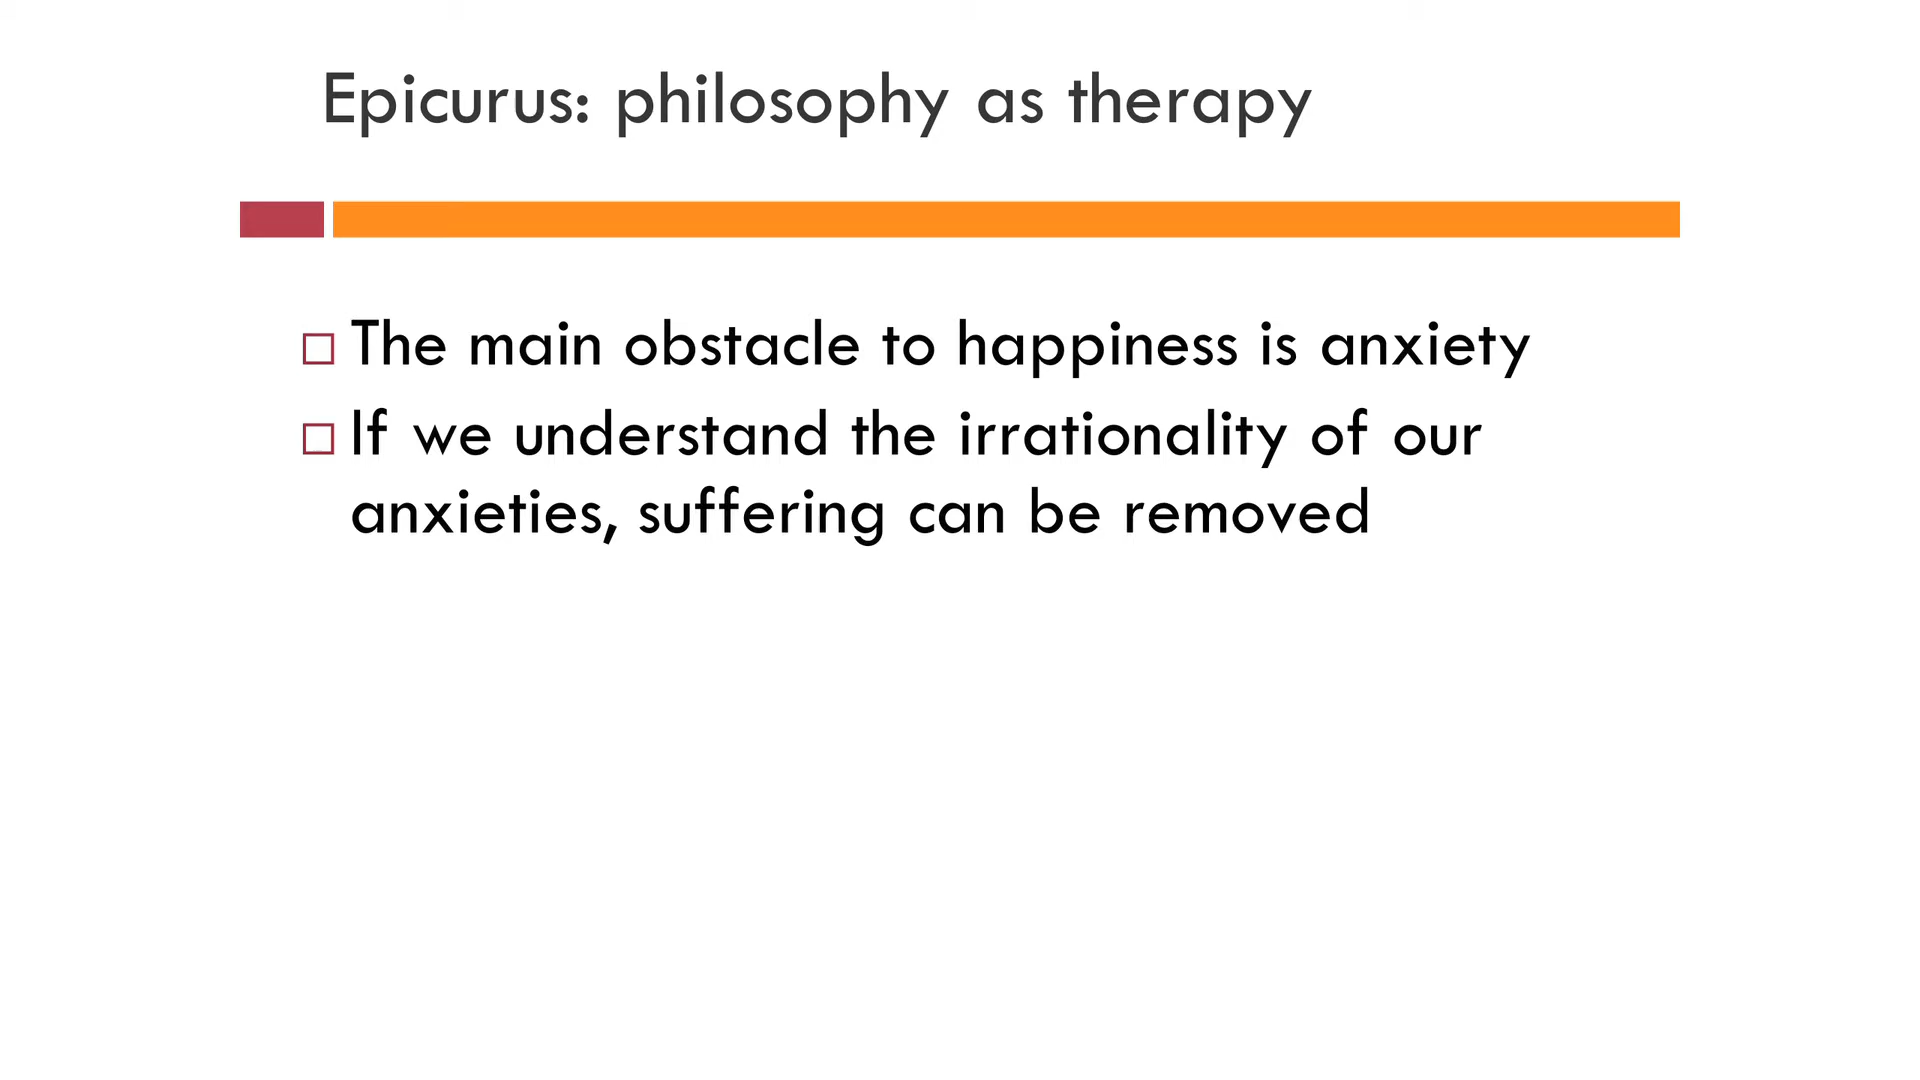 Epicurus: philosophy as therapy
The main obstacle to happiness is anxiety
If we understand the irrationality of our
anxieties, suffering can be removed